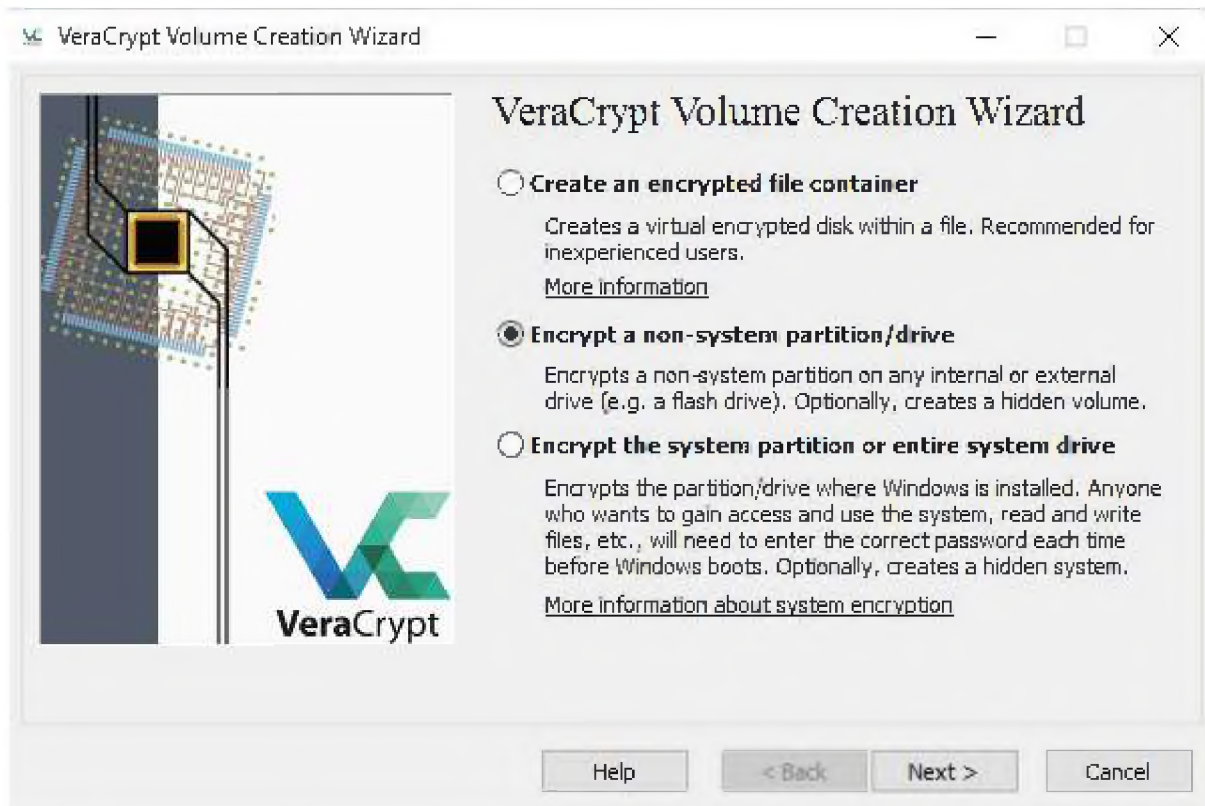 VeraCrypt Volume Creation Wizard
VeraCrypt Volume Creation Wizard
Create an encrypted file container
Creates a virtual encrypted disk within a file. Recommended for
inexperienced users.
More information
Encrypt a non-system partition/drive
Encrypts a non-system partition on any internal or external
drive (e.g. a flash drive). Optionally, creates a hidden volume.
Encrypt the system partition or entire system drive
Encrypts the partition/drive where Windows is installed. Anyone
who wants to gain access and use the system, read and write
files, etc., will need to enter the correct password each time
before Windows boots. Optionally, creates a hidden system.
More information about system encryption
VeraCrypt
Help
< Back
Next >
Cancel